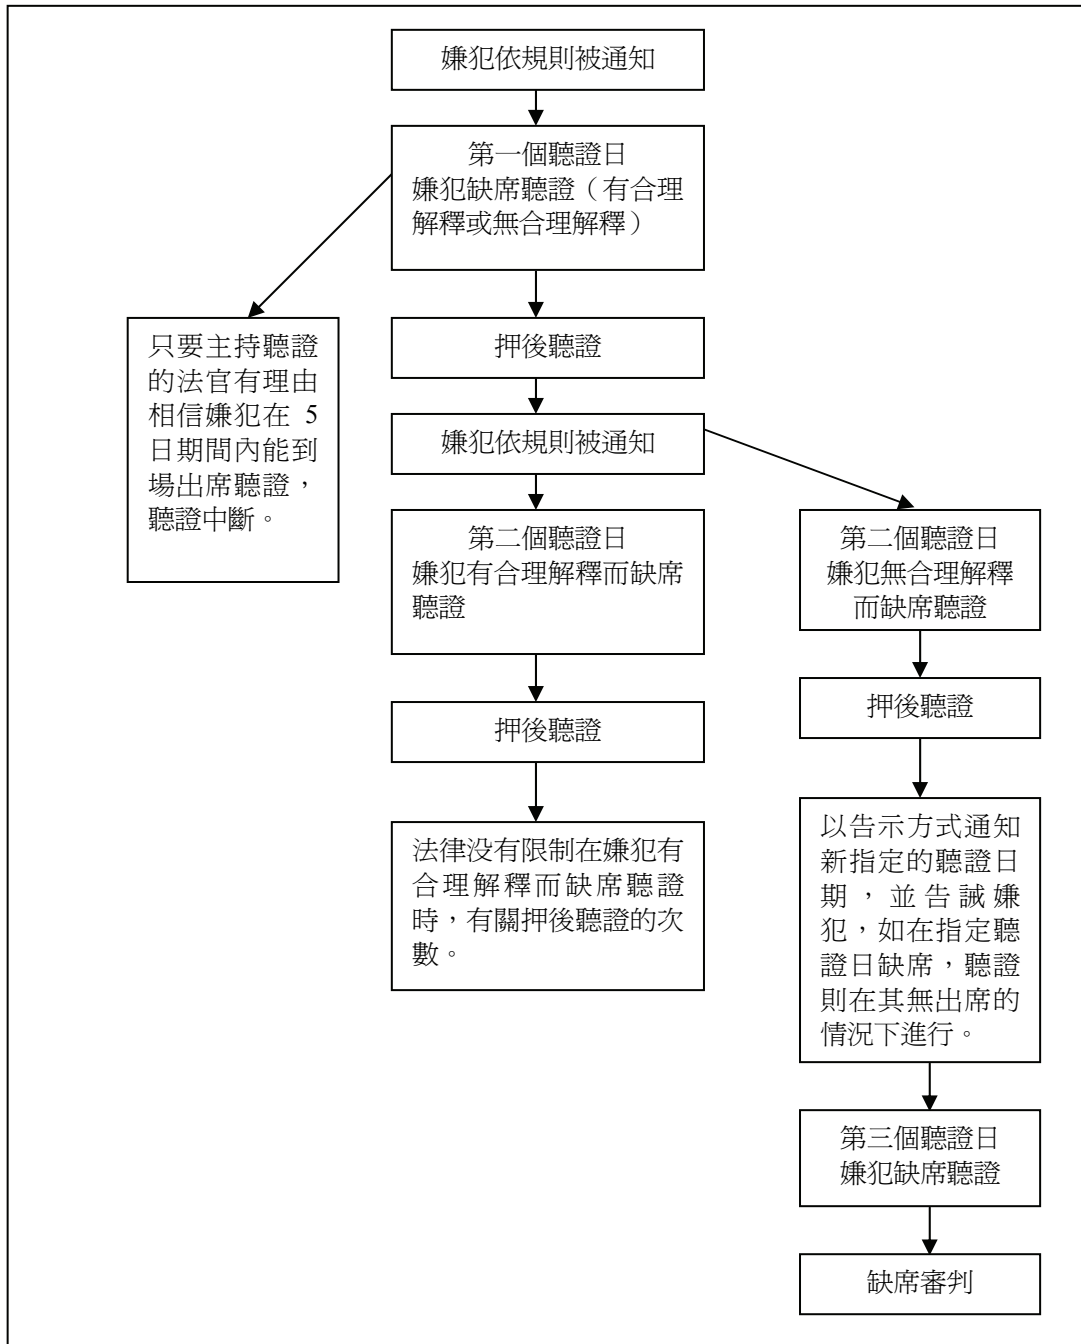 嫌犯依規則被通知
第一個聽證日
嫌犯缺席聽證（有合理
解釋或無合理解釋）
只要主持聽證
的法官有理由
相信嫌犯在 5
日期間內能到
場出席聽證，
聽證中斷。
押後聽證
嫌犯依規則被通知
第二個聽證日
嫌犯有合理解釋而缺席
聽證
押後聽證
法律没有限制在嫌犯有
合理解釋而缺席聽證
時，有關押後聽證的次
數。
第二個聽證日
嫌犯無合理解釋
而缺席聽證
押後聽證
以告示方式通知
新指定的聽證日
期，並告誡嫌
犯，如在指定聽
證日缺席，聽證
則在其無出席的
情況下進行。
第三個聽證日
嫌犯缺席聽證
缺席審判